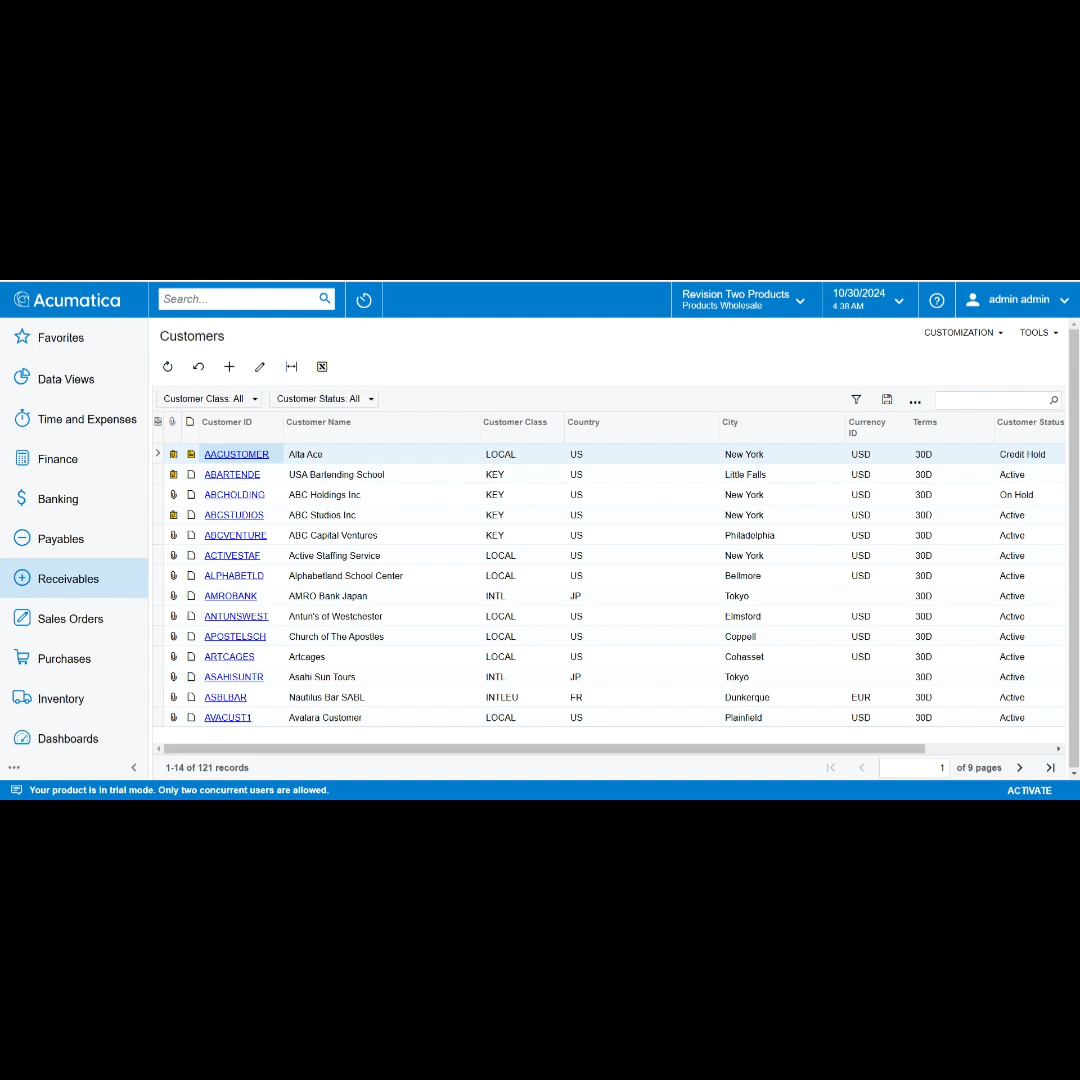 Acumatica
Search...
Revision Two Products
Products Wholesale
10/30/2024
4:38 AM
admin admin
Favorites
Data Views
Time and Expenses
Finance
Banking
Payables
Receivables
Sales Orders
Purchases
Inventory
Dashboards
Customers
CUSTOMIZATION
TOOLS
Customer Class: All
Customer Status: All
Customer ID Customer Name Customer Class Country City Currency ID Terms Customer Status
AACUSTOMER Alta Ace LOCAL US New York USD 30D Credit Hold
ABARTENDE USA Bartending School KEY US Little Falls USD 30D Active
ABCHOLDING ABC Holdings Inc KEY US New York USD 30D On Hold
ABCSTUDIOS ABC Studios Inc KEY US New York USD 30D Active
ABCVENTURE ABC Capital Ventures KEY US Philadelphia USD 30D Active
ACTIVESTAF Active Staffing Service LOCAL US New York USD 30D Active
ALPHABETLD Alphabetland School Center LOCAL US Bellmore USD 30D Active
AMROBANK AMRO Bank Japan INTL JP Tokyo 30D Active
ANTUNSWEST Antun's of Westchester LOCAL US Elmsford USD 30D Active
APOSTELSCH Church of The Apostles LOCAL US Coppell USD 30D Active
ARTCAGES Artcages LOCAL US Cohasset USD 30D Active
ASAHISUNTR Asahi Sun Tours INTL JP Tokyo 30D Active
ASBLBAR Nautilus Bar SABL INTLEU FR Dunkerque EUR 30D Active
AVACUST1 Avalara Customer LOCAL US Plainfield USD 30D Active
1-14 of 121 records
1 of 9 pages
Your product is in trial mode. Only two concurrent users are allowed.
ACTIVATE